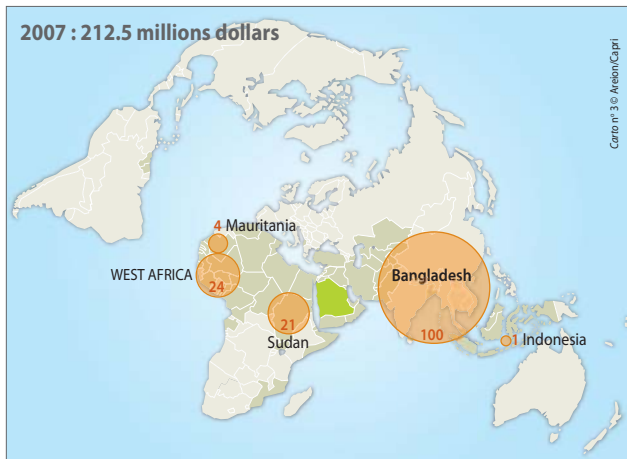 2007 : 212.5 millions dollars
Carto n° 3 © Areion/Capri
4 Mauritania
WEST AFRICA
24
21
Sudan
Bangladesh
100
1 Indonesia